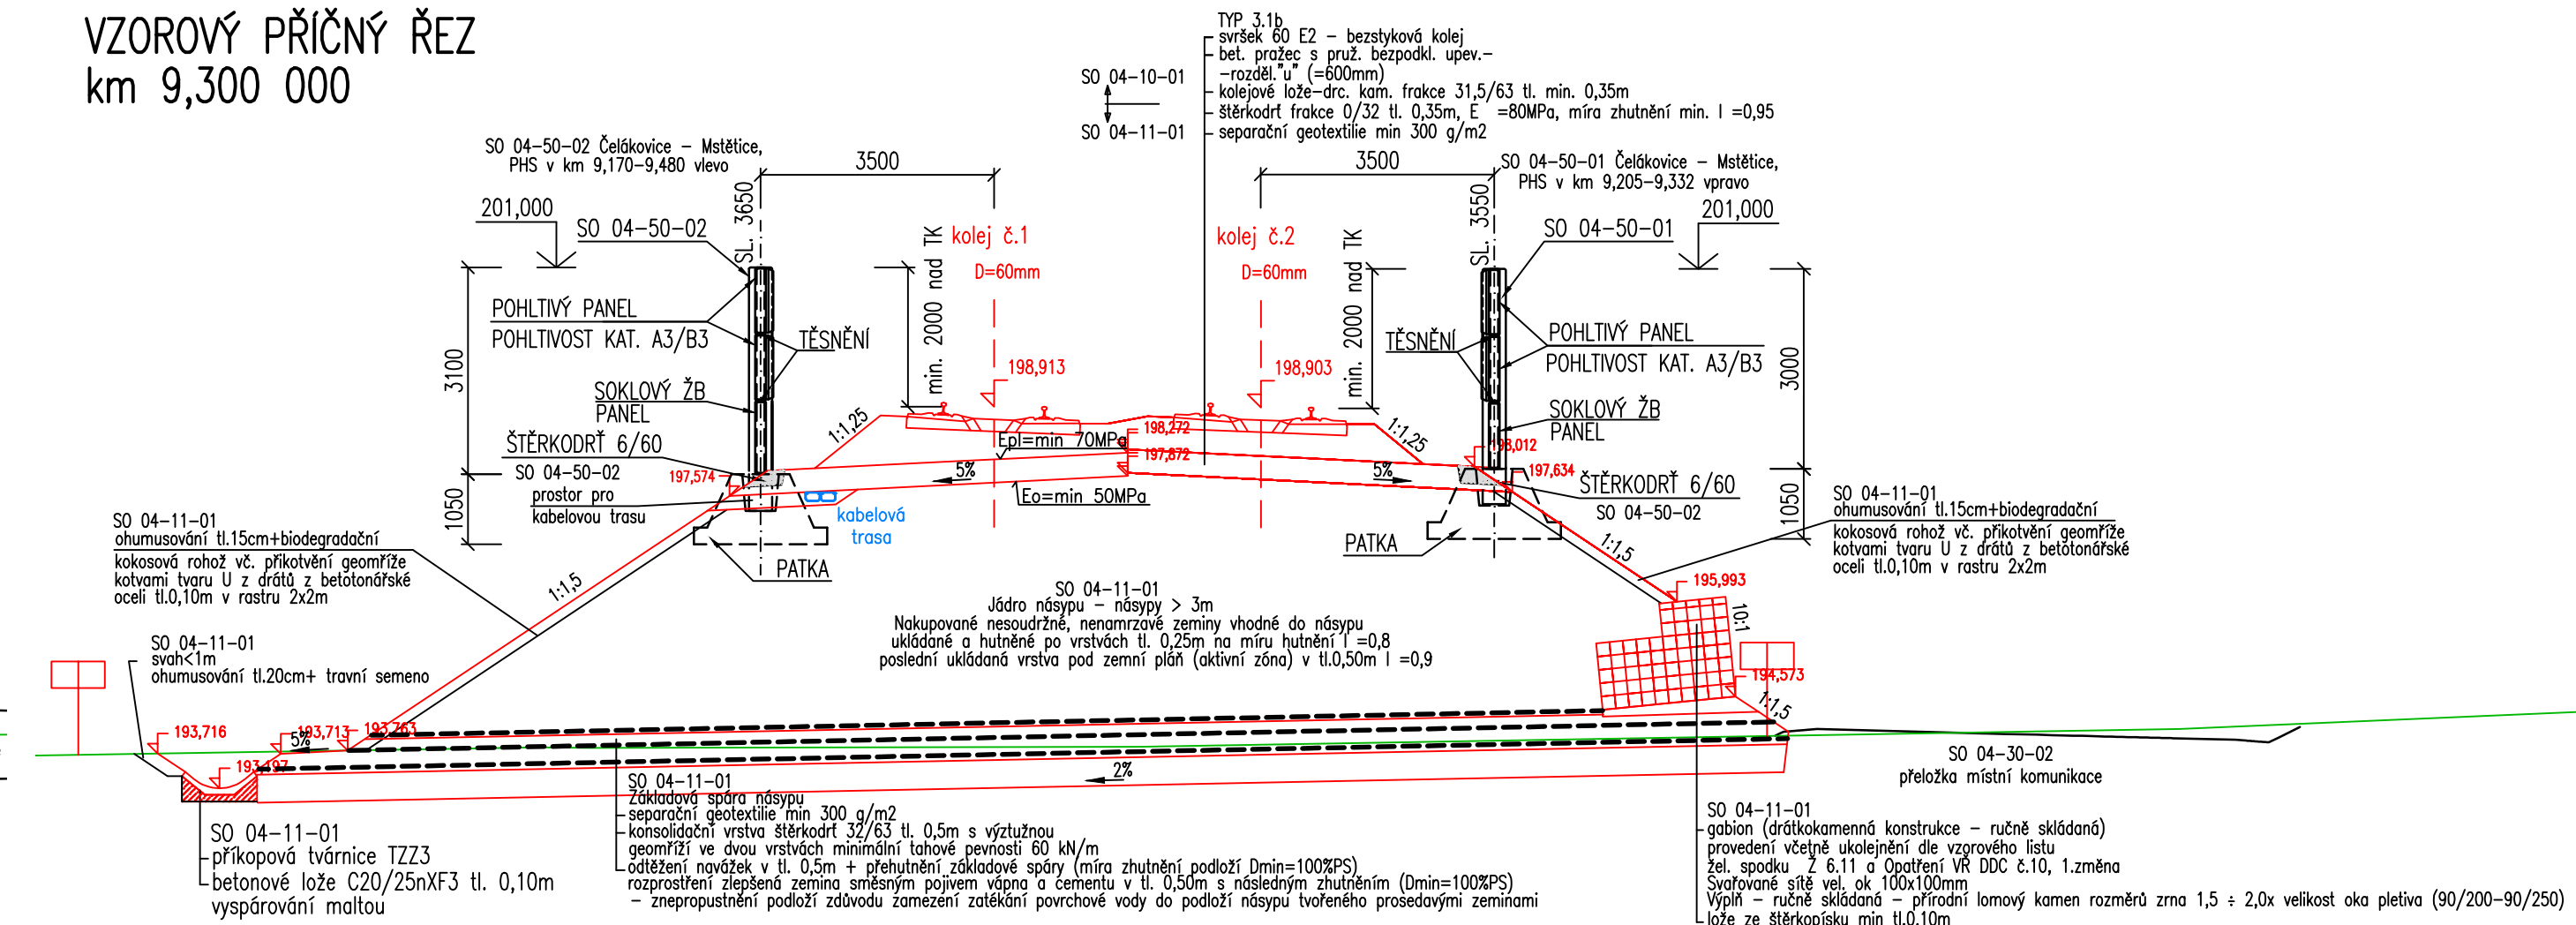 VZOROVÝ PŘÍČNÝ ŘEZ
km 9,300 000
TYP 3.1b
svršek 60 E2 – bezstyková kolej
bet. pražec s pruž. bezpodkl. upev.–
–rozděl."u" (=600mm)
kolejové lože–drc. kam. frakce 31,5/63 tl. min. 0,35m
štěrkodrť frakce 0/32 tl. 0,35m, E =80MPa, míra zhutnění min. I =0,95
separační geotextilie min 300 g/m2
SO 04–10–01
SO 04–11–01
SO 04–50–02 Čelákovice – Mstětice,
PHS v km 9,170–9,480 vlevo
3500
3500
SO 04–50–01 Čelákovice – Mstětice,
PHS v km 9,205–9,332 vpravo
201,000
SO 04–50–02
SL. 3650
kolej č.1
D=60mm
min. 2000 nad TK
kolej č.2
D=60mm
min. 2000 nad TK
SL. 3550
SO 04–50–01
201,000
3100
POHLTIVÝ PANEL
POHLTIVOST KAT. A3/B3
TĚSNĚNÍ
SOKLOVÝ ŽB
PANEL
198,913
198,903
TĚSNĚNÍ
POHLTIVÝ PANEL
POHLTIVOST KAT. A3/B3
3000
SOKLOVÝ ŽB
PANEL
1:1,25
1:1,25
Epl=min 70MPa
198,272
197,872
198,012
197,634
ŠTĚRKODRŤ 6/60
SO 04–50–02
197,574
prostor pro
kabelovou trasu
5%
5%
Eo=min 50MPa
kabelová
trasa
ŠTĚRKODRŤ 6/60
SO 04–50–02
1050
1050
PATKA
PATKA
SO 04–11–01
ohumusování tl.15cm+biodegradační
kokosová rohož vč. přikotvění geomříže
kotvami tvaru U z drátů z betotonářské
oceli tl.0,10m v rastru 2x2m
SO 04–11–01
ohumusování tl.15cm+biodegradační
kokosová rohož vč. přikotvění geomříže
kotvami tvaru U z drátů z betotonářské
oceli tl.0,10m v rastru 2x2m
1:1,5
1:1,5
195,993
10:1
SO 04–11–01
Jádro násypu – násypy > 3m
Nakupované nesoudržné, nenamrzavé zeminy vhodné do násypu
ukládané a hutněné po vrstvách tl. 0,25m na míru hutnění I =0,8
poslední ukládaná vrstva pod zemní pláň (aktivní zóna) v tl.0,50m I =0,9
SO 04–11–01
svah<1m
ohumusování tl.20cm+ travní semeno
194,573
1:1,5
193,716
193,713
193,763
5%
193,197
2%
SO 04–30–02
přeložka místní komunikace
SO 04–11–01
příkopová tvárnice TZZ3
betonové lože C20/25nXF3 tl. 0,10m
vyspárování maltou
SO 04–11–01
Základová spára násypu
separační geotextilie min 300 g/m2
konsolidační vrstva štěrkodrť 32/63 tl. 0,5m s výztužnou
geomříží ve dvou vrstvách minimální tahové pevnosti 60 kN/m
odtěžení navážek v tl. 0,5m + přehutnění základové spáry (míra zhutnění podloží Dmin=100%PS)
rozprostření zlepšená zemina směsným pojivem vápna a cementu v tl. 0,50m s následným zhutněním (Dmin=100%PS)
– znepropustnění podloží zdůvodu zamezení zatékání povrchové vody do podloží násypu tvořeného prosedavými zeminami
SO 04–11–01
gabion (drátkokamenná konstrukce – ručně skládaná)
provedení včetně ukolejnění dle vzorového listu
žel. spodku Ž 6.11 a Opatření VŘ DDC č.10, 1.změna
Svařované sítě vel. ok 100x100mm
Výplň – ručně skládaná – přírodní lomový kamen rozměrů zrna 1,5 ÷ 2,0x velikost oka pletiva (90/200–90/250)
lože ze štěrkopísku min tl.0,10m